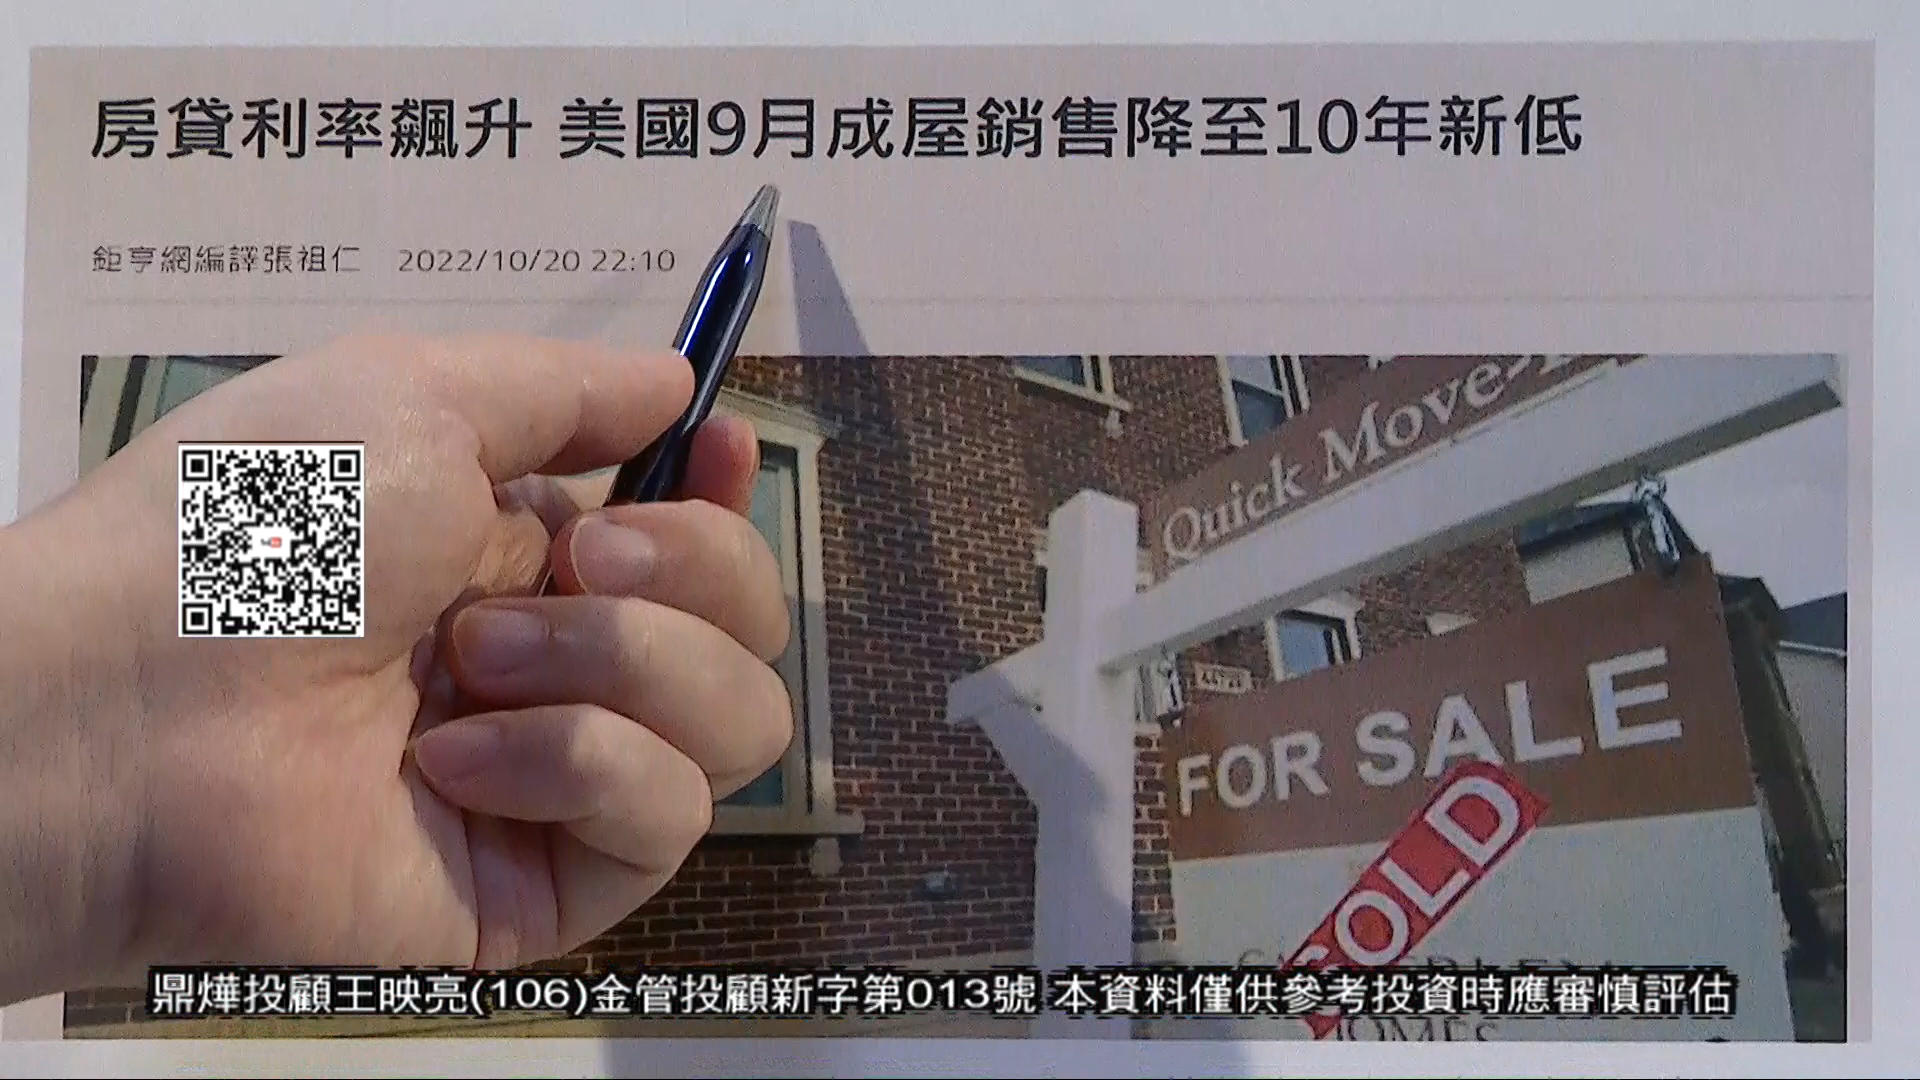 房貸利率飆升 美國9月成屋銷售降至10年新低
鉅亨網編譯張祖仁 2022/10/20 22:10
Quick Move-
FOR SALE
SOLD
HOMES
鼎燁投顧王映亮(106)金管投顧新字第013號 本資料僅供參考投資時應審慎評估